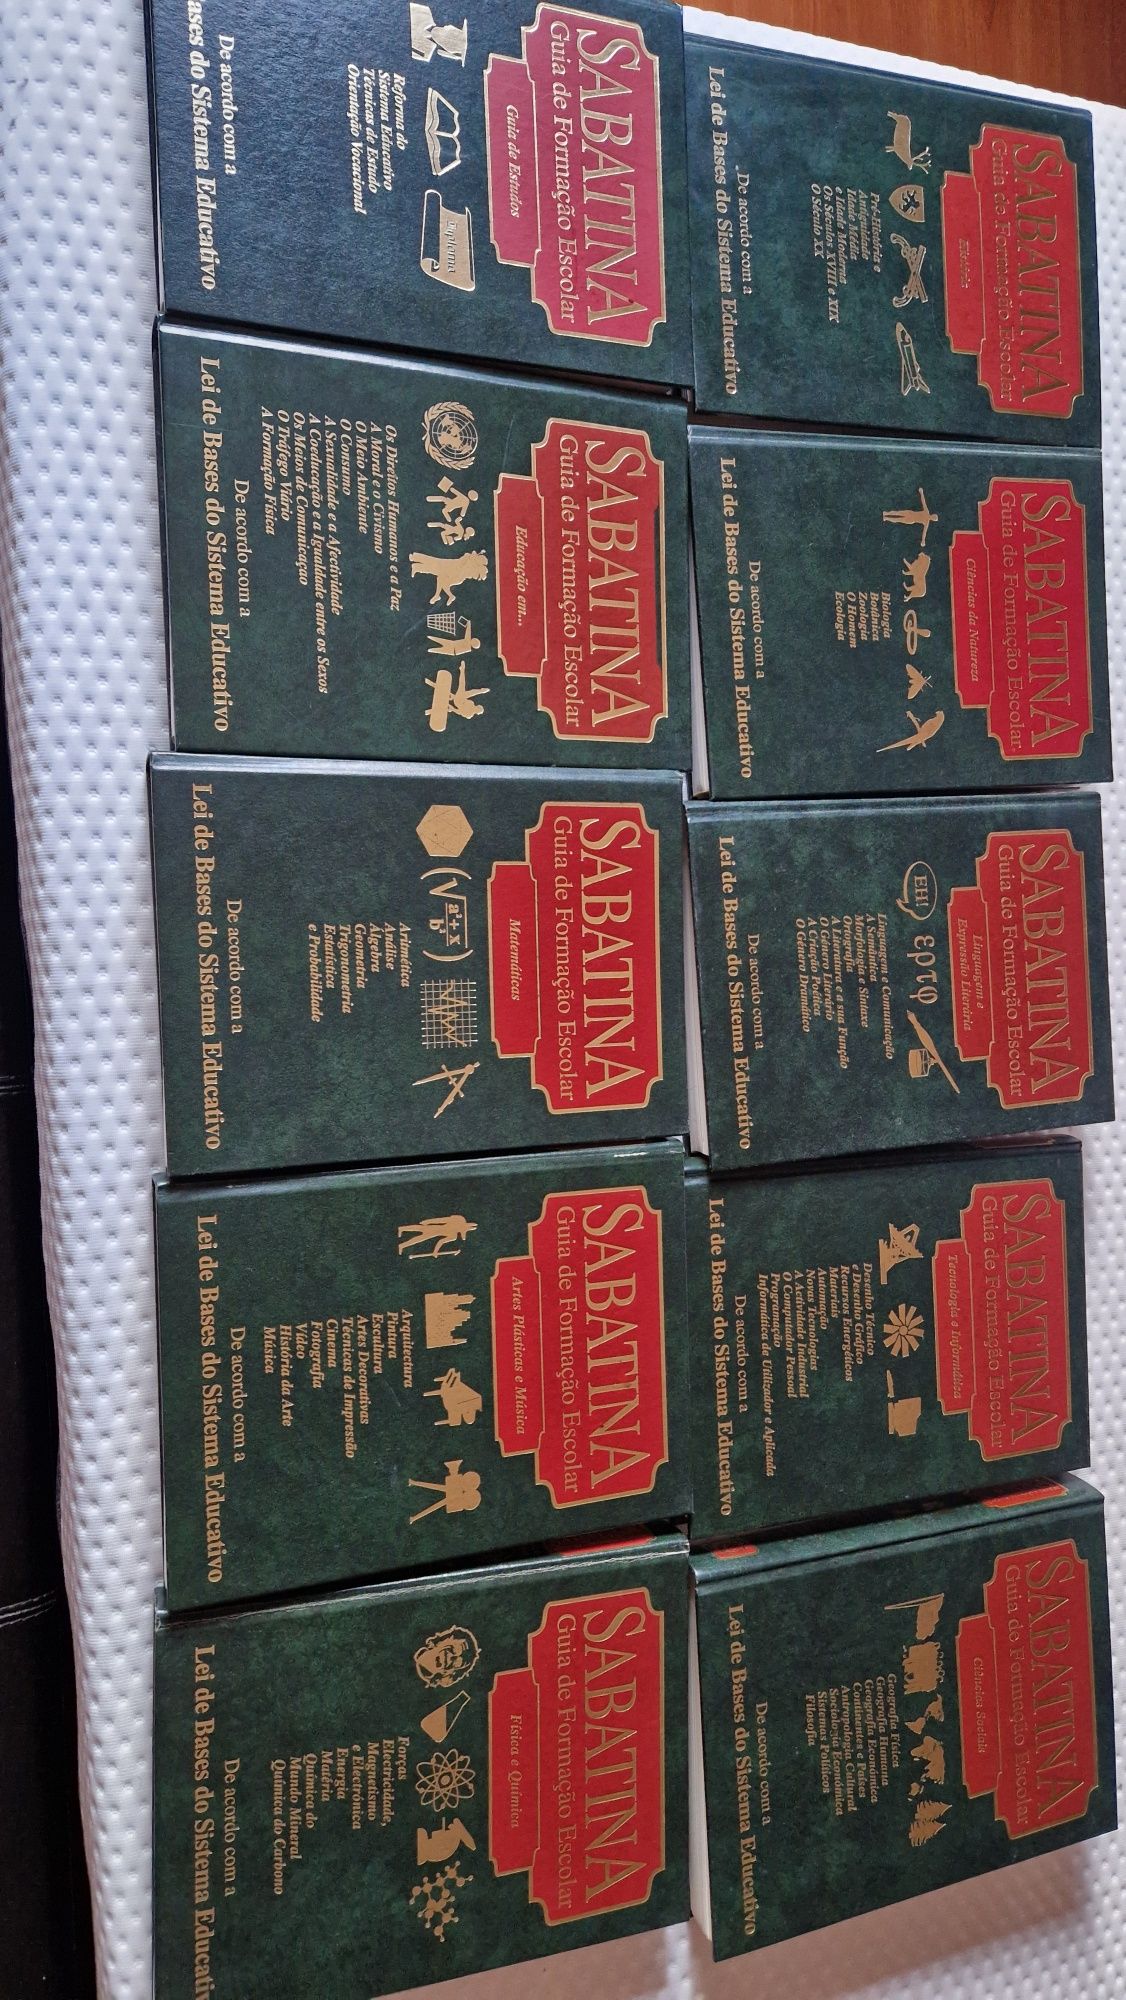 SABATINA
Guia de Formação Escolar
História
Pré-História e
Antiguidade
Idade Média
e Idade Moderna
Os Séculos XVIII e XIX
O Século XX
De acordo com a
Lei de Bases do Sistema Educativo
SABATINA
Guia de Formação Escolar
Ciências da Natureza
Biologia
Botânica
Zoologia
O Homem
Ecologia
De acordo com a
Lei de Bases do Sistema Educativo
SABATINA
Guia de Formação Escolar
Linguagem e
Expressão Literária
EH!
ερτφ
Linguagem e Comunicação
A Semântica
Morfologia e Sintaxe
Ortografia
A Literatura e a sua Função
O Género Literário
A Criação Poética
O Género Dramático
De acordo com a
Lei de Bases do Sistema Educativo
SABATINA
Guia de Formação Escolar
Tecnologia e Informática
Desenho Técnico
e Desenho Gráfico
Recursos Energéticos
Materiais
Automação
Novas Tecnologias
A Actividade Industrial
O Computador Pessoal
Programação
Informática de Utilizador e Aplicada
De acordo com a
Lei de Bases do Sistema Educativo
SABATINA
Guia de Formação Escolar
Ciências Sociais
Geografia Física
Geografia Humana
Geografia Económica
Continentes e Países
Antropologia Cultural
Sociologia Económica
Sistemas Políticos
Filosofia
De acordo com a
Lei de Bases do Sistema Educativo
SABATINA
Guia de Formação Escolar
Guia de Estudos
Diploma
Reforma do
Sistema Educativo
Técnicas de Estudo
Orientação Vocacional
De acordo com a
ases do Sistema Educativo
SABATINA
Guia de Formação Escolar
Educação em...
Os Direitos Humanos e a Paz
A Moral e o Civismo
O Meio Ambiente
O Consumo
A Sexualidade e a Afectividade
A Coeducação e a Igualdade entre os Sexos
Os Meios de Comunicação
O Tráfego Viário
A Formação Física
De acordo com a
Lei de Bases do Sistema Educativo
SABATINA
Guia de Formação Escolar
Matemáticas
Aritmética
Análise
Álgebra
Geometria
Trigonometria
Estatística
e Probabilidade
De acordo com a
Lei de Bases do Sistema Educativo
SABATINA
Guia de Formação Escolar
Artes Plásticas e Música
Arquitectura
Pintura
Escultura
Artes Decorativas
Técnicas de Impressão
Cinema
Fotografia
Vídeo
História da Arte
Música
De acordo com a
Lei de Bases do Sistema Educativo
SABATINA
Guia de Formação Escolar
Física e Química
Forças
Electricidade,
Magnetismo
e Electrónica
Energia
Matéria
Química do
Mundo Mineral
Química do Carbono
De acordo com a
Lei de Bases do Sistema Educativ